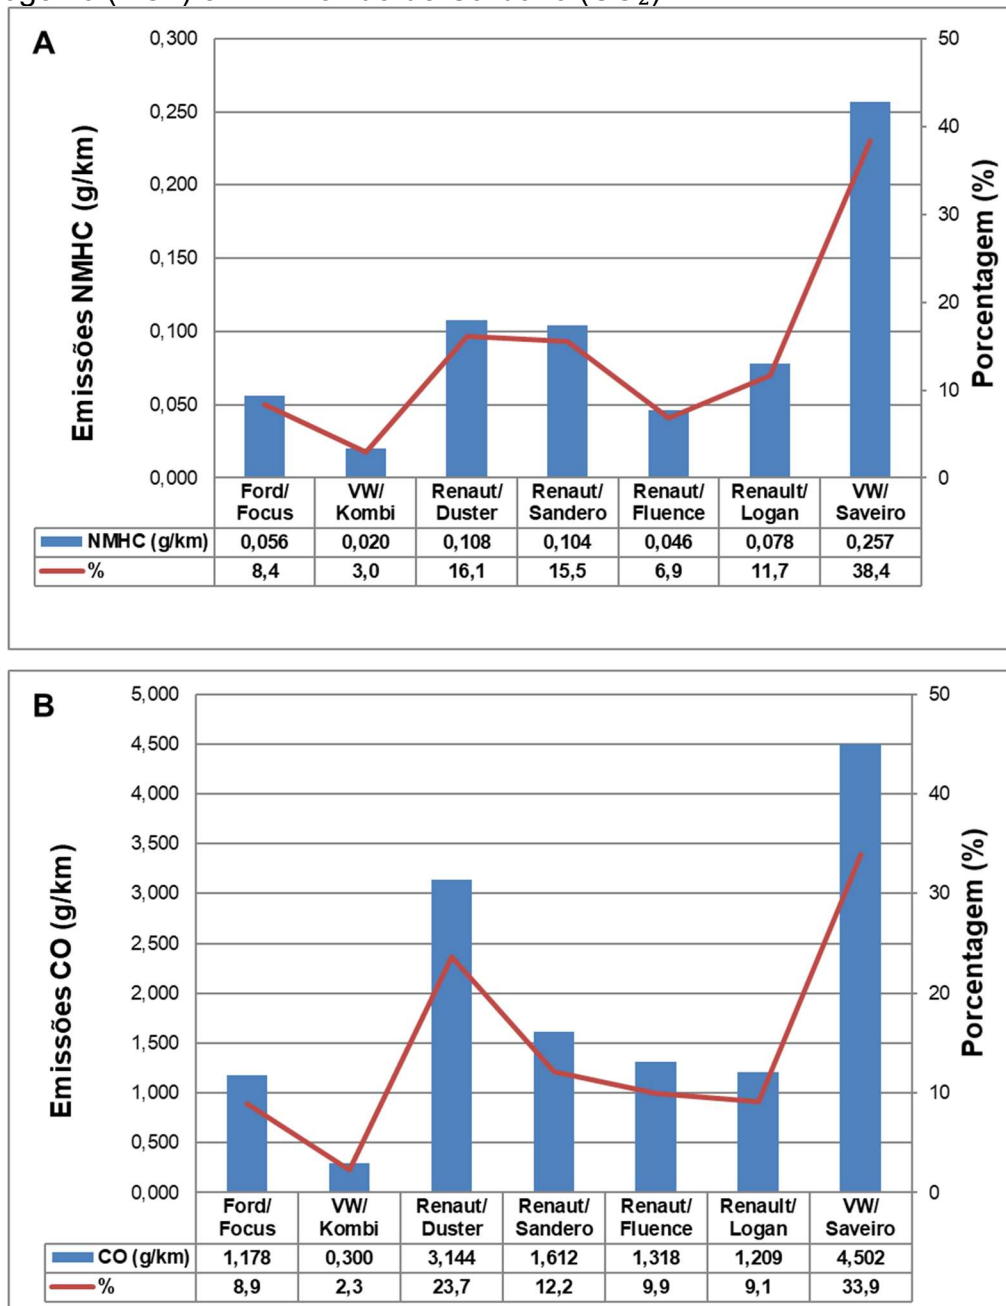 A
Emissões NMHC (g/km)
0,300
0,250
0,200
0,150
0,100
0,050
0,000
50
40
30
20
10
0
Porcentagem (%)
Ford/ Focus VW/ Kombi Renaut/ Duster Renaut/ Sandero Renaut/ Fluence Renault/ Logan VW/ Saveiro
NMHC (g/km) 0,056 0,020 0,108 0,104 0,046 0,078 0,257
% 8,4 3,0 16,1 15,5 6,9 11,7 38,4
B
Emissões CO (g/km)
5,000
4,500
4,000
3,500
3,000
2,500
2,000
1,500
1,000
0,500
0,000
50
40
30
20
10
0
Porcentagem (%)
Ford/ Focus VW/ Kombi Renaut/ Duster Renaut/ Sandero Renaut/ Fluence Renault/ Logan VW/ Saveiro
CO (g/km) 1,178 0,300 3,144 1,612 1,318 1,209 4,502
% 8,9 2,3 23,7 12,2 9,9 9,1 33,9